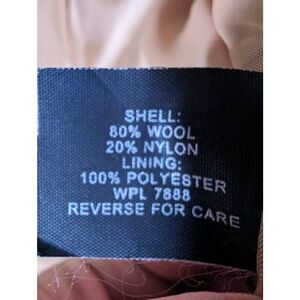 SHELL:
80% WOOL
20% NYLON
LINING:
100% POLYESTER
WPL 7888
REVERSE FOR CARE